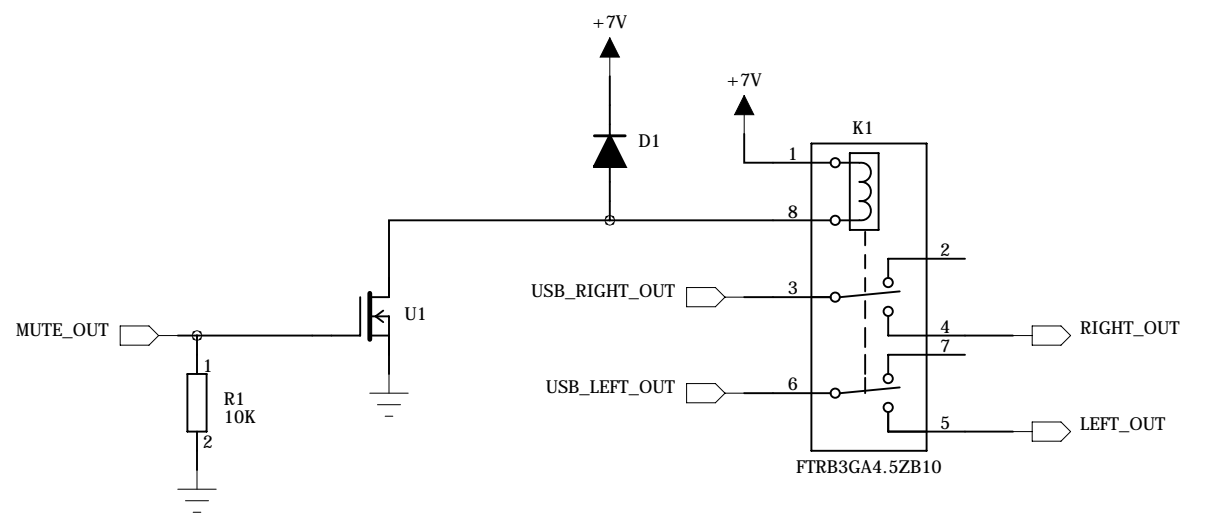 +7V
+7V
K1
D1
1
8
2
USB_RIGHT_OUT
3
U1
MUTE_OUT
4
RIGHT_OUT
7
1
USB_LEFT_OUT
6
R1
10K
5
LEFT_OUT
2
FTRB3GA4.5ZB10